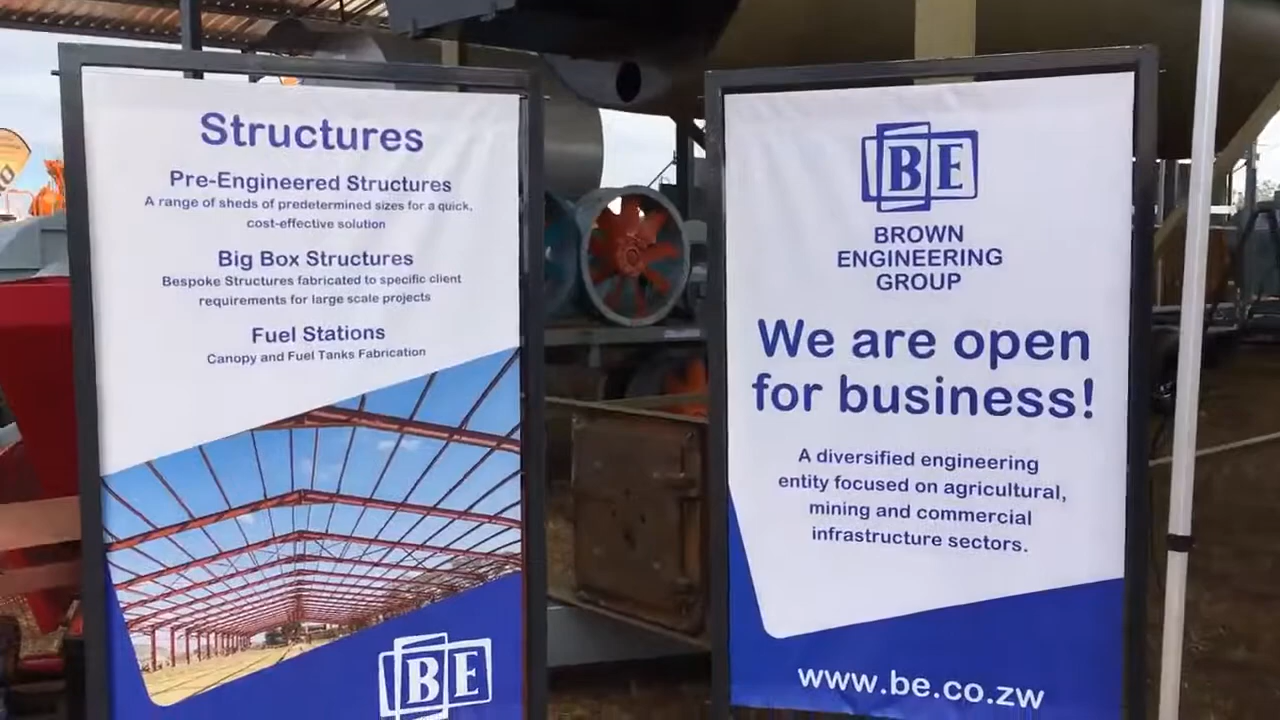 Structures
Pre-Engineered Structures
A range of sheds of predetermined sizes for a quick,
cost-effective solution
Big Box Structures
Bespoke Structures fabricated to specific client
requirements for large scale projects
Fuel Stations
Canopy and Fuel Tanks Fabrication
BE
BE
BROWN
ENGINEERING
GROUP
We are open
for business!
A diversified engineering
entity focused on agricultural,
mining and commercial
infrastructure sectors.
www.be.co.zw